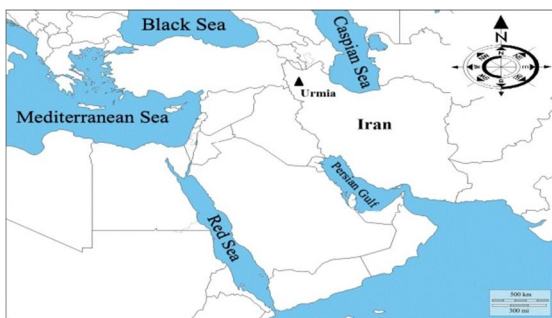 Black Sea
Caspian Sea
N
Urmia
Mediterranean Sea
Iran
Persian Gulf
Red Sea
500 km
300 mi